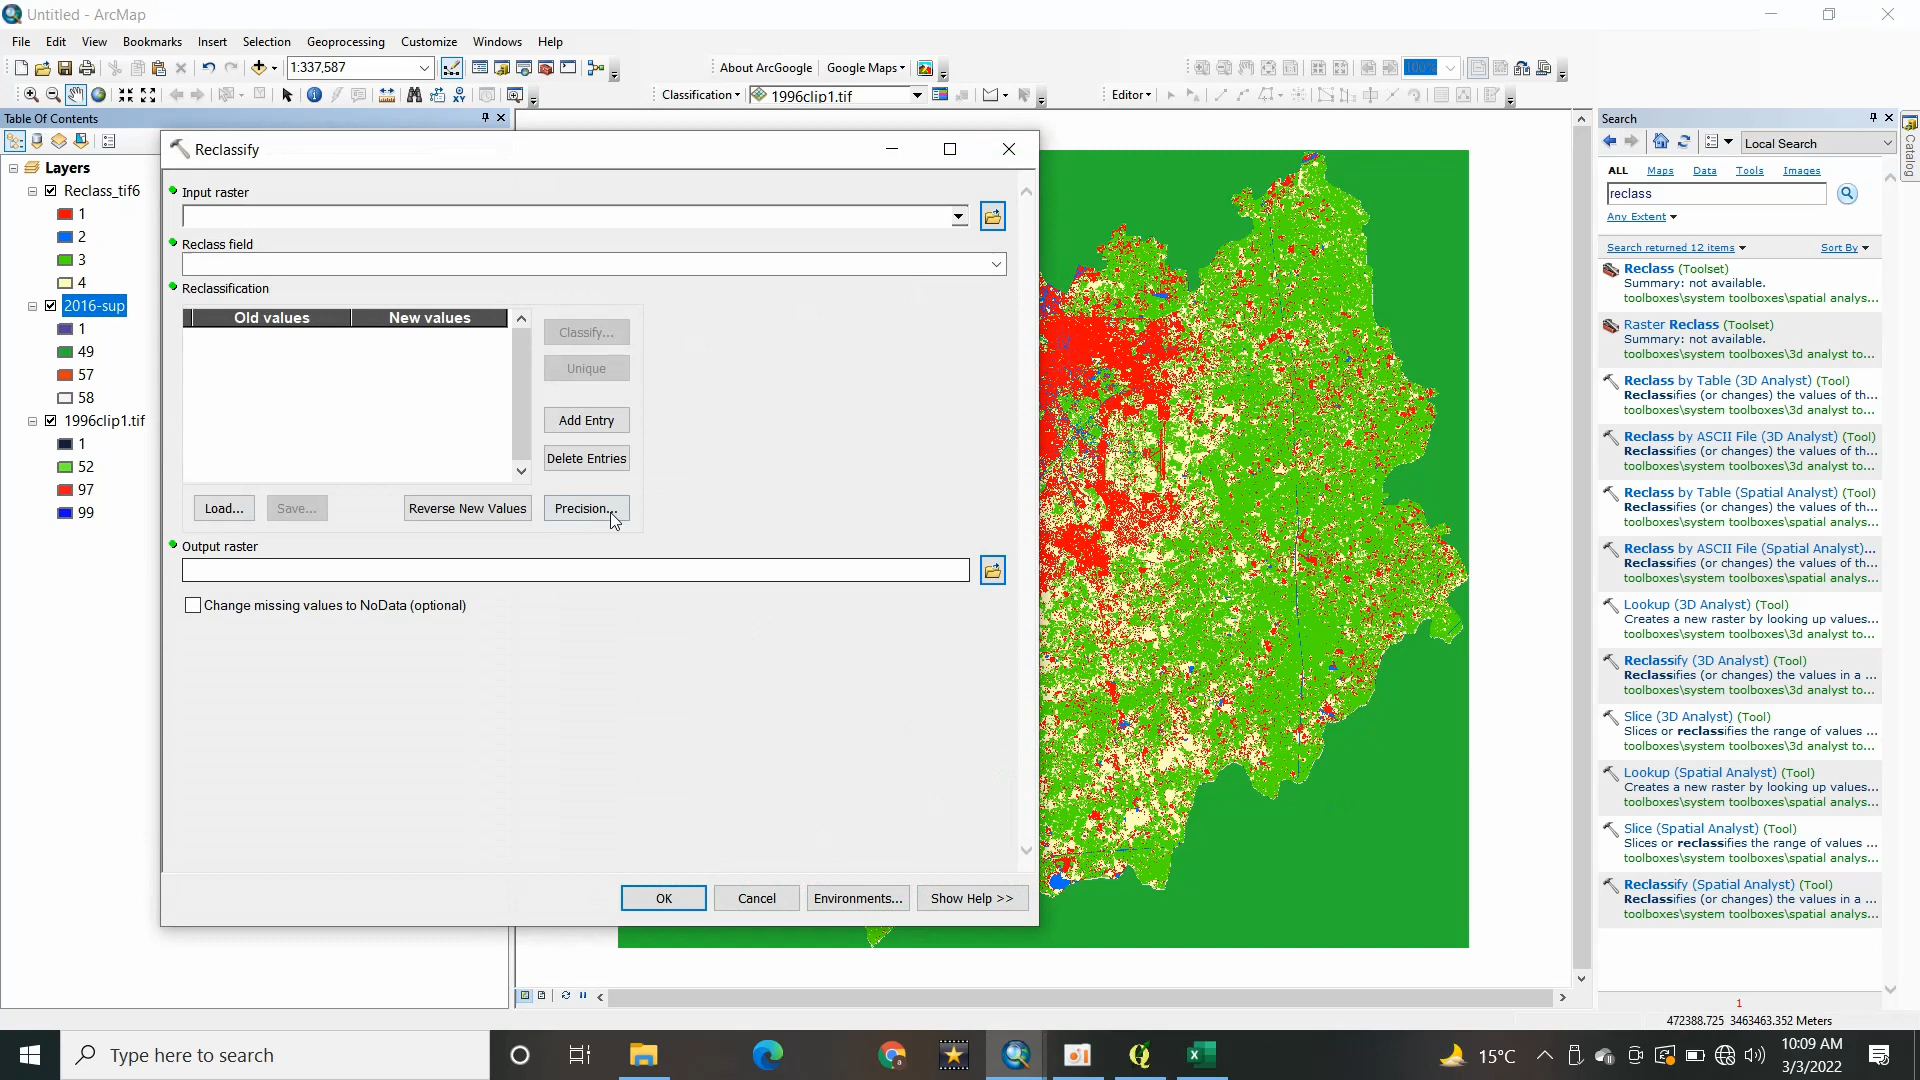 Untitled - ArcMap
File Edit View Bookmarks Insert Selection Geoprocessing Customize Windows Help
1:337,587
About ArcGoogle Google Maps
100%
Classification
1996clip1.tif
Editor
Table Of Contents
Layers
Reclass_tif6
1
2
3
4
2016-sup
1
49
57
58
1996clip1.tif
1
52
97
99
Reclassify
Input raster
Reclass field
Reclassification
Old values New values
Classify...
Unique
Add Entry
Delete Entries
Load... Save... Reverse New Values Precision...
Output raster
Change missing values to NoData (optional)
OK Cancel Environments... Show Help >>
Search
Local Search
ALL Maps Data Tools Images
reclass
Any Extent
Search returned 12 items Sort By
Reclass (Toolset)
Summary: not available.
toolboxes\system toolboxes\spatial analys...
Raster Reclass (Toolset)
Summary: not available.
toolboxes\system toolboxes\3d analyst to...
Reclass by Table (3D Analyst) (Tool)
Reclassifies (or changes) the values of th...
toolboxes\system toolboxes\3d analyst to...
Reclass by ASCII File (3D Analyst) (Tool)
Reclassifies (or changes) the values of th...
toolboxes\system toolboxes\3d analyst to...
Reclass by Table (Spatial Analyst) (Tool)
Reclassifies (or changes) the values of th...
toolboxes\system toolboxes\spatial analys...
Reclass by ASCII File (Spatial Analyst)...
Reclassifies (or changes) the values of th...
toolboxes\system toolboxes\spatial analys...
Lookup (3D Analyst) (Tool)
Creates a new raster by looking up values...
toolboxes\system toolboxes\3d analyst to...
Reclassify (3D Analyst) (Tool)
Reclassifies (or changes) the values in a ...
toolboxes\system toolboxes\3d analyst to...
Slice (3D Analyst) (Tool)
Slices or reclassifies the range of values ...
toolboxes\system toolboxes\3d analyst to...
Lookup (Spatial Analyst) (Tool)
Creates a new raster by looking up values...
toolboxes\system toolboxes\spatial analys...
Slice (Spatial Analyst) (Tool)
Slices or reclassifies the range of values ...
toolboxes\system toolboxes\spatial analys...
Reclassify (Spatial Analyst) (Tool)
Reclassifies (or changes) the values in a ...
toolboxes\system toolboxes\spatial analys...
1
Catalog
472388.725 3463463.352 Meters
Type here to search
15°C
10:09 AM
3/3/2022